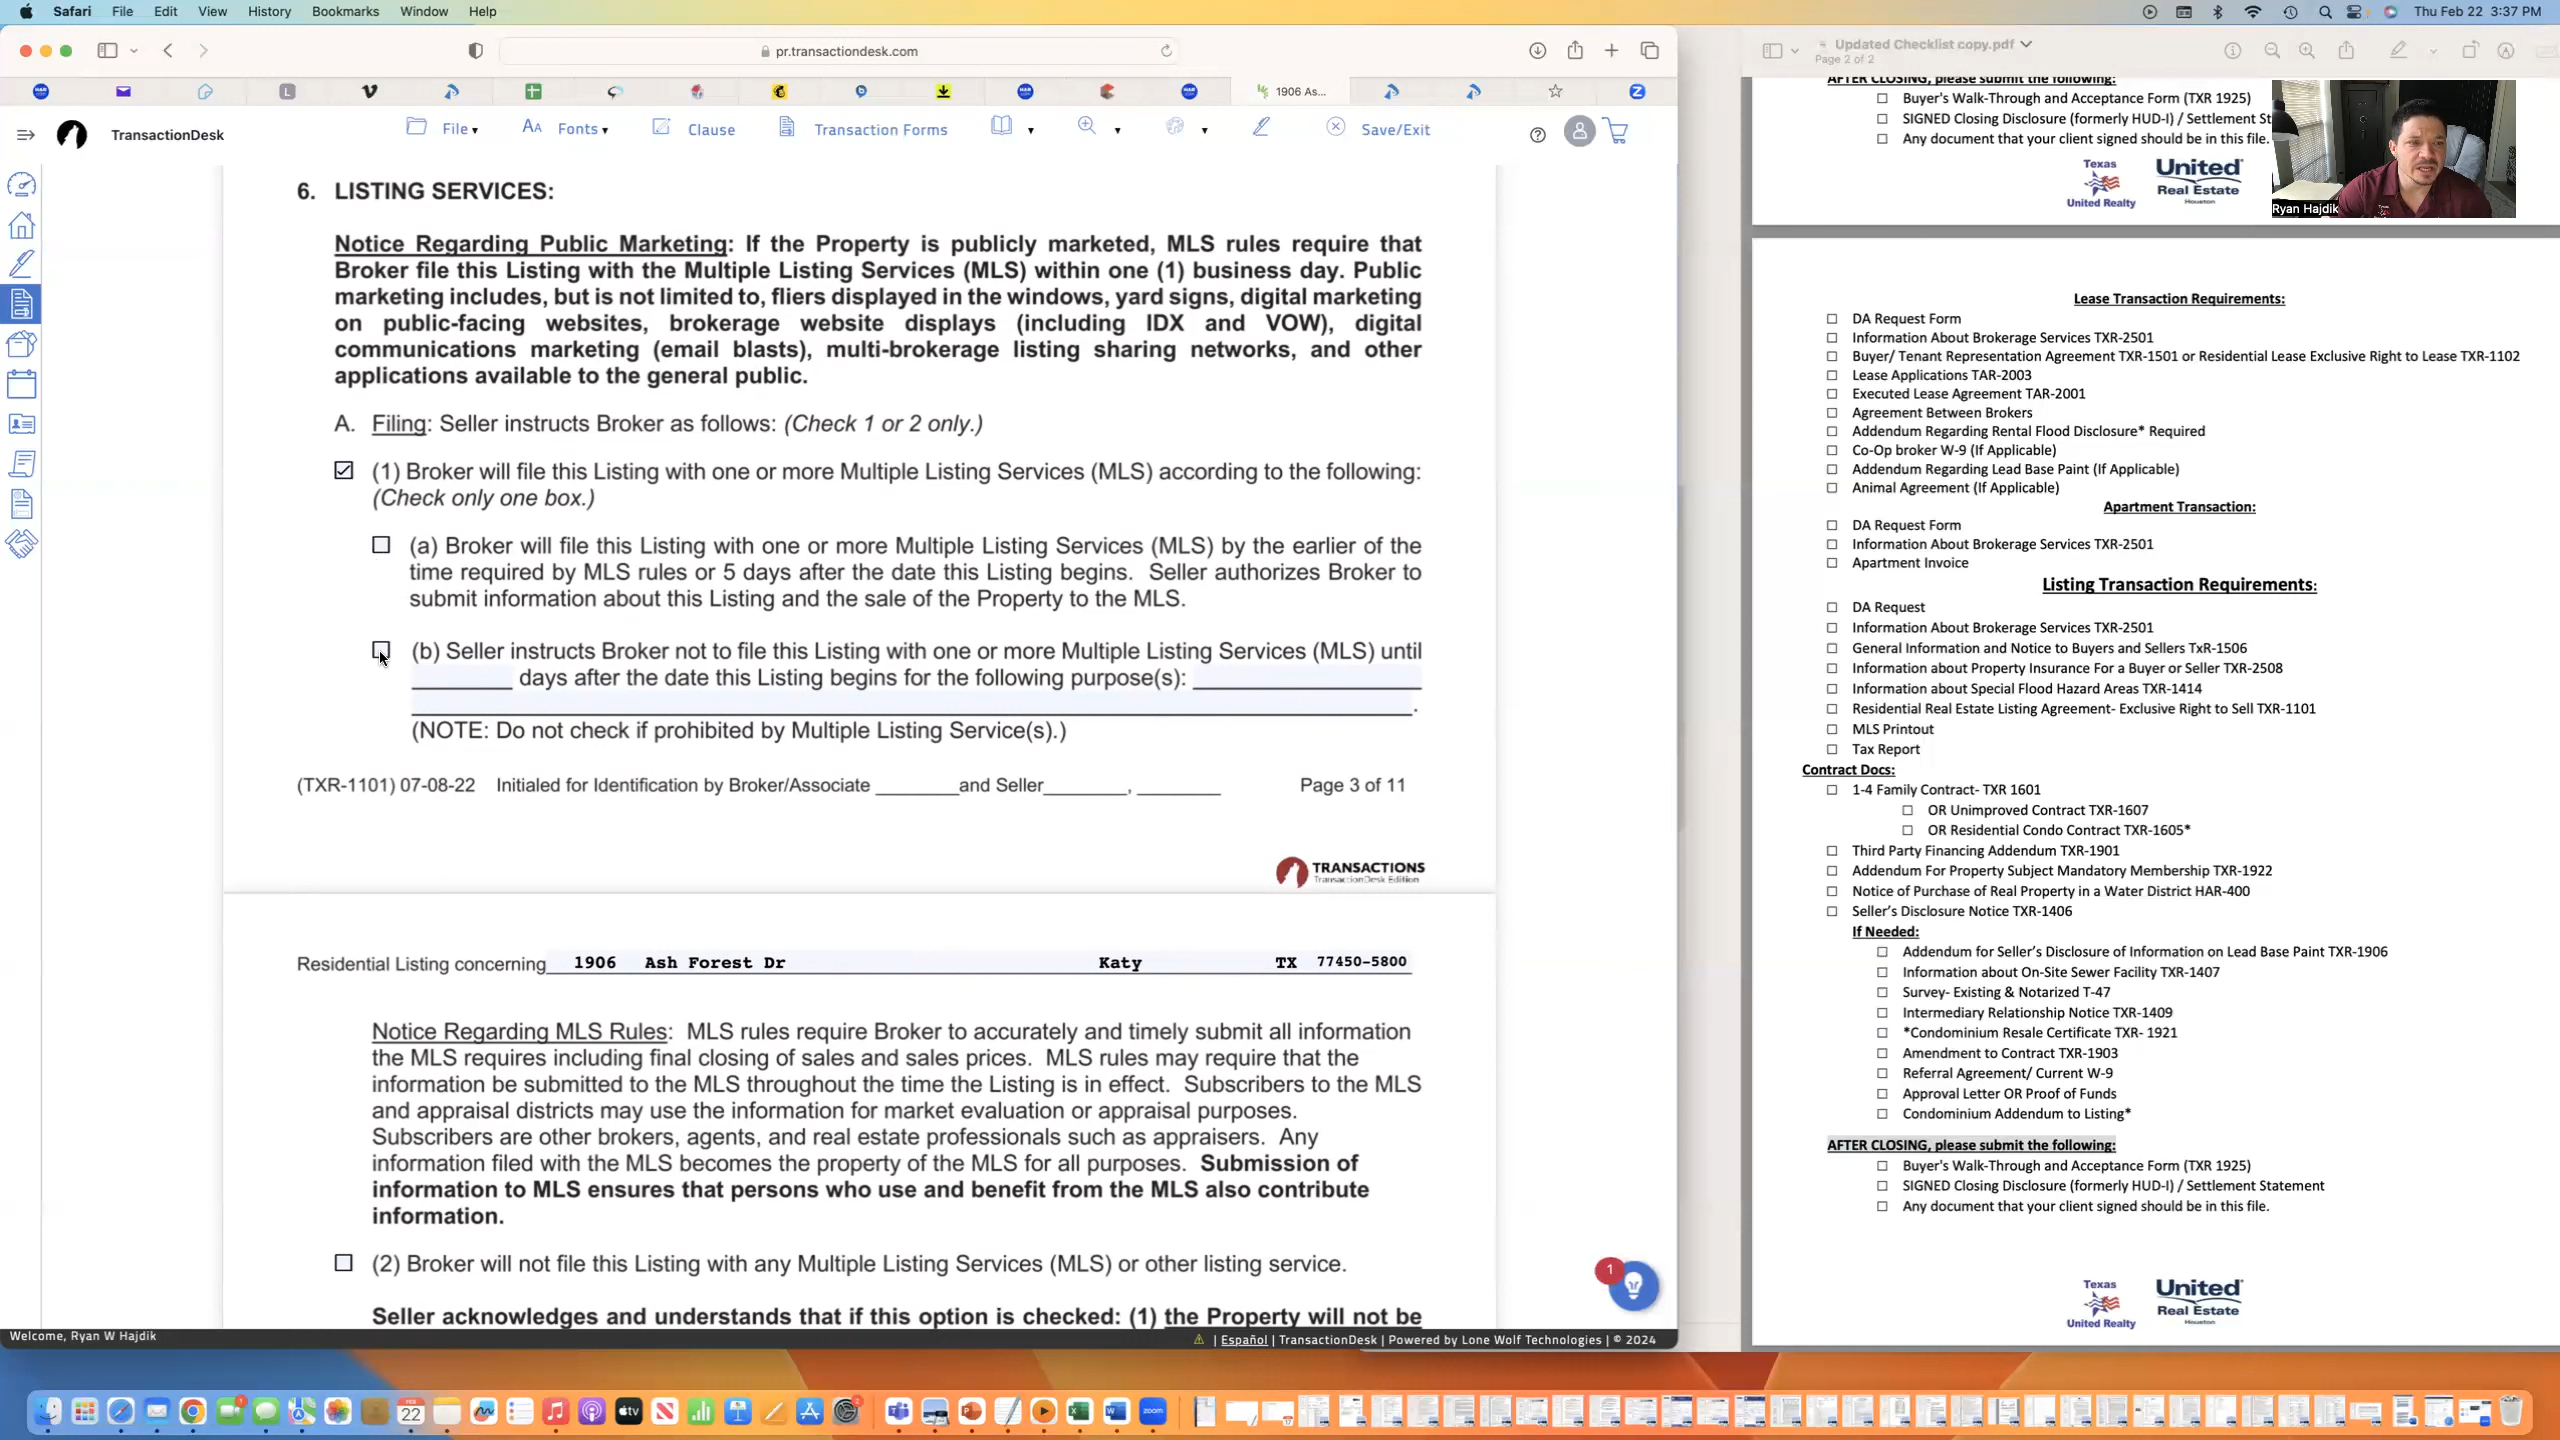 Safari File Edit View History Bookmarks Window Help
Thu Feb 22 3:37 PM
pr.transactiondesk.com
1906 As...
TransactionDesk
File Fonts Clause Transaction Forms Save/Exit
6. LISTING SERVICES:
Notice Regarding Public Marketing: If the Property is publicly marketed, MLS rules require that
Broker file this Listing with the Multiple Listing Services (MLS) within one (1) business day. Public
marketing includes, but is not limited to, fliers displayed in the windows, yard signs, digital marketing
on public-facing websites, brokerage website displays (including IDX and VOW), digital
communications marketing (email blasts), multi-brokerage listing sharing networks, and other
applications available to the general public.
A. Filing: Seller instructs Broker as follows: (Check 1 or 2 only.)
(1) Broker will file this Listing with one or more Multiple Listing Services (MLS) according to the following:
(Check only one box.)
(a) Broker will file this Listing with one or more Multiple Listing Services (MLS) by the earlier of the
time required by MLS rules or 5 days after the date this Listing begins. Seller authorizes Broker to
submit information about this Listing and the sale of the Property to the MLS.
(b) Seller instructs Broker not to file this Listing with one or more Multiple Listing Services (MLS) until
________ days after the date this Listing begins for the following purpose(s): ________
________.
(NOTE: Do not check if prohibited by Multiple Listing Service(s).)
(TXR-1101) 07-08-22 Initialed for Identification by Broker/Associate ________and Seller________, ________ Page 3 of 11
TRANSACTIONS
TransactionDesk Edition
Residential Listing concerning 1906 Ash Forest Dr Katy TX 77450-5800
Notice Regarding MLS Rules: MLS rules require Broker to accurately and timely submit all information
the MLS requires including final closing of sales and sales prices. MLS rules may require that the
information be submitted to the MLS throughout the time the Listing is in effect. Subscribers to the MLS
and appraisal districts may use the information for market evaluation or appraisal purposes.
Subscribers are other brokers, agents, and real estate professionals such as appraisers. Any
information filed with the MLS becomes the property of the MLS for all purposes. Submission of
information to MLS ensures that persons who use and benefit from the MLS also contribute
information.
(2) Broker will not file this Listing with any Multiple Listing Services (MLS) or other listing service.
Seller acknowledges and understands that if this option is checked: (1) the Property will not be
1
Welcome, Ryan W Hajdik
| Español | TransactionDesk | Powered by Lone Wolf Technologies | © 2024
Updated Checklist copy.pdf
Page 2 of 2
AFTER CLOSING, please submit the following:
Buyer's Walk-Through and Acceptance Form (TXR 1925)
SIGNED Closing Disclosure (formerly HUD-I) / Settlement St
Any document that your client signed should be in this file.
Texas
United Realty
United
Real Estate
Houston
Ryan Hajdik
Lease Transaction Requirements:
DA Request Form
Information About Brokerage Services TXR-2501
Buyer/ Tenant Representation Agreement TXR-1501 or Residential Lease Exclusive Right to Lease TXR-1102
Lease Applications TAR-2003
Executed Lease Agreement TAR-2001
Agreement Between Brokers
Addendum Regarding Rental Flood Disclosure* Required
Co-Op broker W-9 (If Applicable)
Addendum Regarding Lead Base Paint (If Applicable)
Animal Agreement (If Applicable)
Apartment Transaction:
DA Request Form
Information About Brokerage Services TXR-2501
Apartment Invoice
Listing Transaction Requirements:
DA Request
Information About Brokerage Services TXR-2501
General Information and Notice to Buyers and Sellers TxR-1506
Information about Property Insurance For a Buyer or Seller TXR-2508
Information about Special Flood Hazard Areas TXR-1414
Residential Real Estate Listing Agreement- Exclusive Right to Sell TXR-1101
MLS Printout
Tax Report
Contract Docs:
1-4 Family Contract- TXR 1601
OR Unimproved Contract TXR-1607
OR Residential Condo Contract TXR-1605*
Third Party Financing Addendum TXR-1901
Addendum For Property Subject Mandatory Membership TXR-1922
Notice of Purchase of Real Property in a Water District HAR-400
Seller's Disclosure Notice TXR-1406
If Needed:
Addendum for Seller's Disclosure of Information on Lead Base Paint TXR-1906
Information about On-Site Sewer Facility TXR-1407
Survey- Existing & Notarized T-47
Intermediary Relationship Notice TXR-1409
*Condominium Resale Certificate TXR- 1921
Amendment to Contract TXR-1903
Referral Agreement/ Current W-9
Approval Letter OR Proof of Funds
Condominium Addendum to Listing*
AFTER CLOSING, please submit the following:
Buyer's Walk-Through and Acceptance Form (TXR 1925)
SIGNED Closing Disclosure (formerly HUD-I) / Settlement Statement
Any document that your client signed should be in this file.
Texas
United Realty
United
Real Estate
Houston
22
tv
zoom